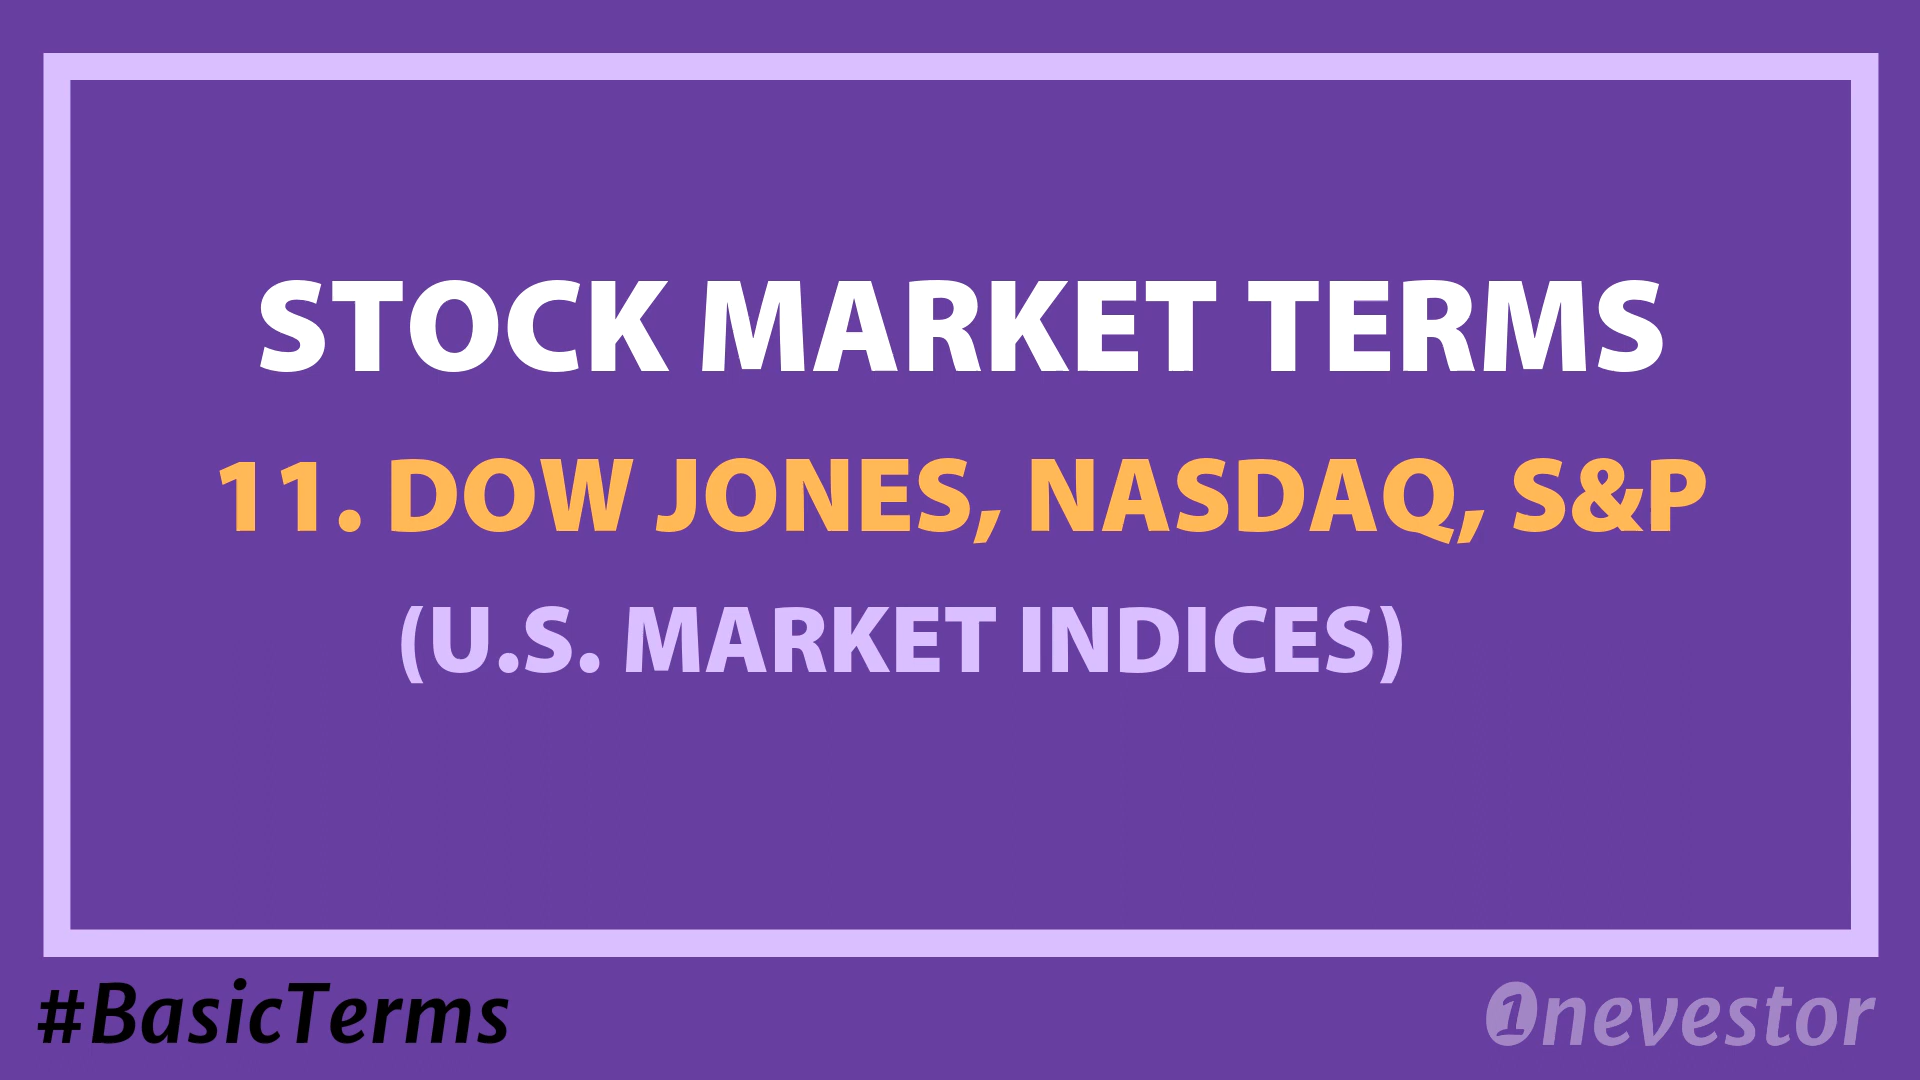 STOCK MARKET TERMS
11. DOW JONES, NASDAQ, S&P
(U.S. MARKET INDICES)
#BasicTerms
1nevestor